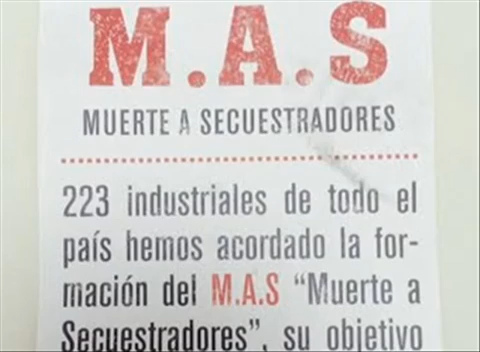 M.A.S
MUERTE A SECUESTRADORES
223 industriales de todo el
país hemos acordado la for-
mación del M.A.S “Muerte a
Secuestradores”, su objetivo